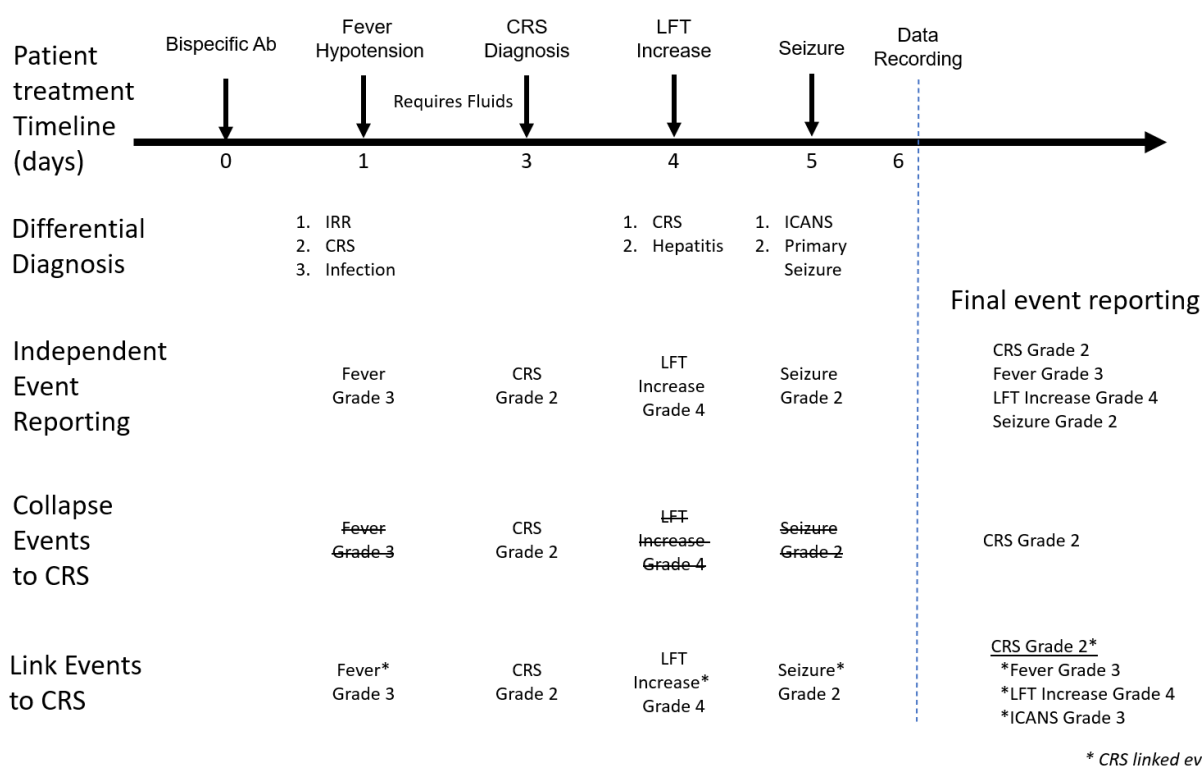 Patient
treatment
Timeline
(days)
Bispecific Ab
Fever
Hypotension
Requires Fluids
CRS
Diagnosis
LFT
Increase
Seizure
Data
Recording
0
1
3
4
5
6
Differential
Diagnosis
1. IRR
2. CRS
3. Infection
1. CRS
2. Hepatitis
1. ICANS
2. Primary
Seizure
Final event reporting
Independent
Event
Reporting
Fever
Grade 3
CRS
Grade 2
LFT
Increase
Grade 4
Seizure
Grade 2
CRS Grade 2
Fever Grade 3
LFT Increase Grade 4
Seizure Grade 2
Collapse
Events
to CRS
Fever
Grade 3
CRS
Grade 2
LFT
Increase
Grade 4
Seizure
Grade 2
CRS Grade 2
Link Events
to CRS
Fever*
Grade 3
CRS
Grade 2
LFT
Increase*
Grade 4
Seizure*
Grade 2
CRS Grade 2*
*Fever Grade 3
*LFT Increase Grade 4
*ICANS Grade 3
* CRS linked ev